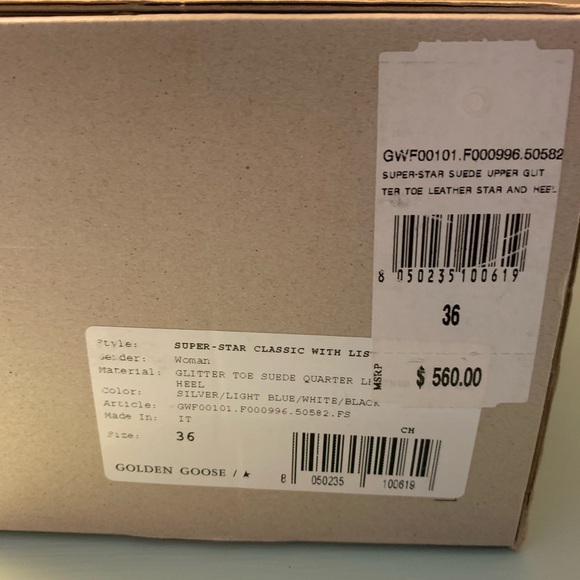 GWF00101.F000996.50582
SUPER-STAR SUEDE UPPER GLIT
TER TOE LEATHER STAR AND HEEL
8 050235 100619
36
MSRP
$ 560.00
Style: SUPER-STAR CLASSIC WITH LIS
Gender: Woman
Material: GLITTER TOE SUEDE QUARTER
HEEL
Color: SILVER/LIGHT BLUE/WHITE/BLACK
Article: GWF00101.F000996.50582.FS
Made In: IT
CM
Size: 36
GOLDEN GOOSE /
8 050235 100619